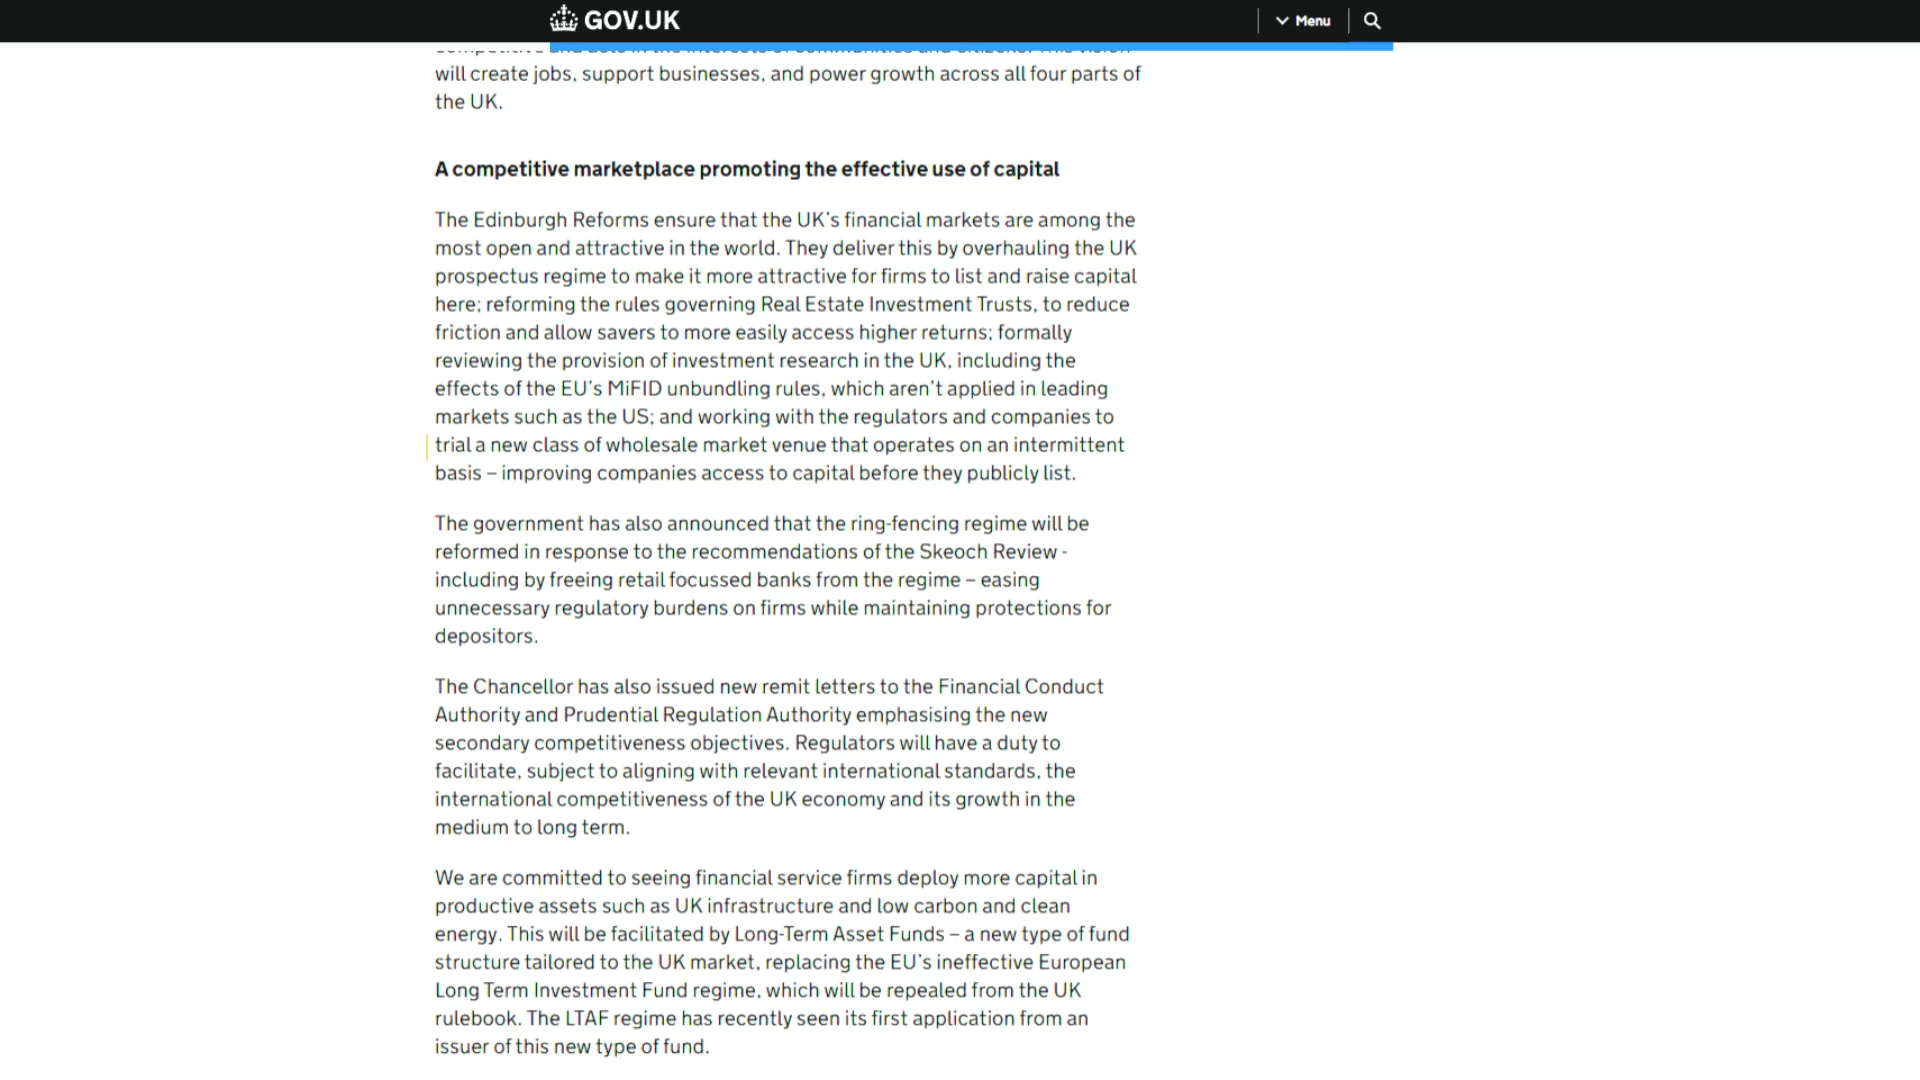 GOV.UK
Menu
will create jobs, support businesses, and power growth across all four parts of
the UK.
A competitive marketplace promoting the effective use of capital
The Edinburgh Reforms ensure that the UK's financial markets are among the
most open and attractive in the world. They deliver this by overhauling the UK
prospectus regime to make it more attractive for firms to list and raise capital
here; reforming the rules governing Real Estate Investment Trusts, to reduce
friction and allow savers to more easily access higher returns; formally
reviewing the provision of investment research in the UK, including the
effects of the EU's MiFID unbundling rules, which aren't applied in leading
markets such as the US; and working with the regulators and companies to
trial a new class of wholesale market venue that operates on an intermittent
basis – improving companies access to capital before they publicly list.
The government has also announced that the ring-fencing regime will be
reformed in response to the recommendations of the Skeoch Review -
including by freeing retail focussed banks from the regime – easing
unnecessary regulatory burdens on firms while maintaining protections for
depositors.
The Chancellor has also issued new remit letters to the Financial Conduct
Authority and Prudential Regulation Authority emphasising the new
secondary competitiveness objectives. Regulators will have a duty to
facilitate, subject to aligning with relevant international standards, the
international competitiveness of the UK economy and its growth in the
medium to long term.
We are committed to seeing financial service firms deploy more capital in
productive assets such as UK infrastructure and low carbon and clean
energy. This will be facilitated by Long-Term Asset Funds – a new type of fund
structure tailored to the UK market, replacing the EU's ineffective European
Long Term Investment Fund regime, which will be repealed from the UK
rulebook. The LTAF regime has recently seen its first application from an
issuer of this new type of fund.